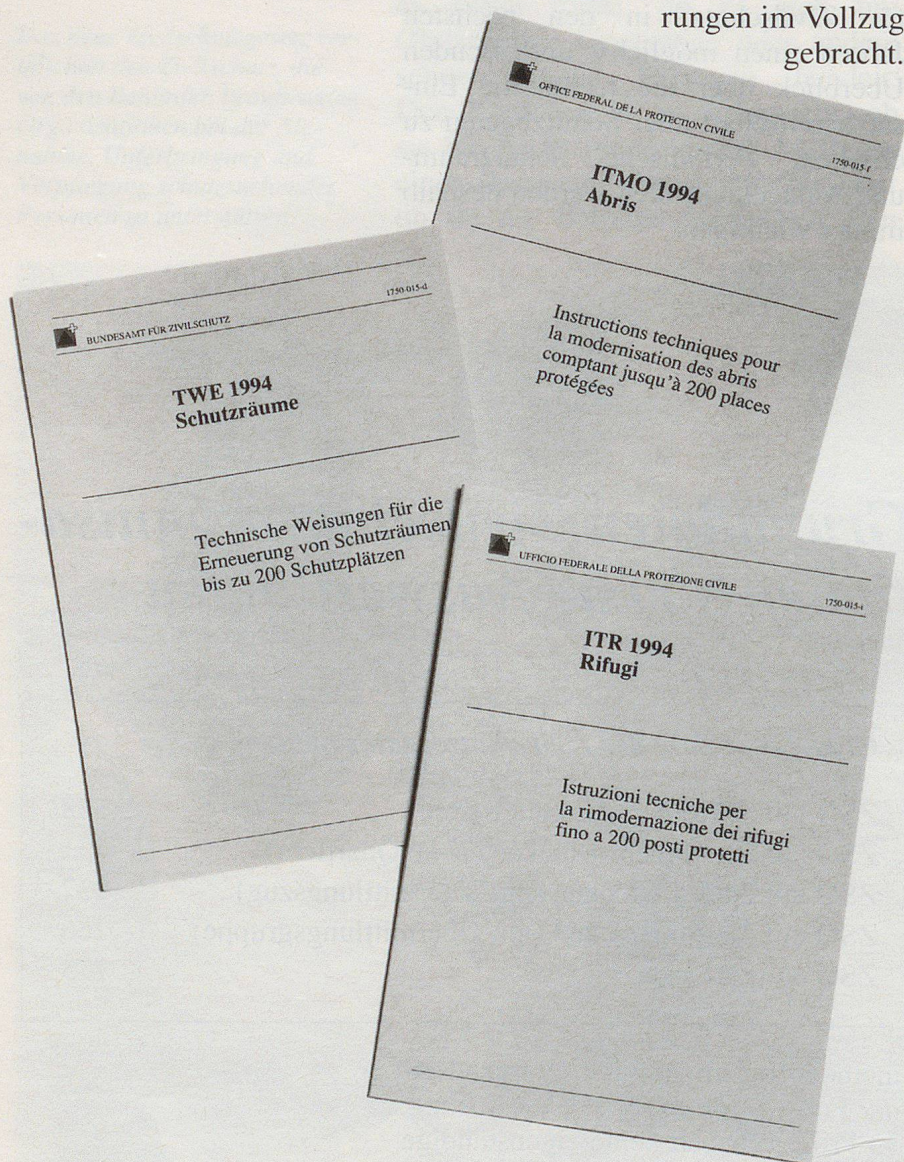 rungen im Vollzug
gebracht.
OFFICE FEDERAL DE LA PROTECTION CIVILE
1750-015-f
ITMO 1994
Abris
Instructions techniques pour
la modernisation des abris
comptant jusqu'à 200 places
protégées
BUNDESAMT FÜR ZIVILSCHUTZ
1750-015-d
TWE 1994
Schutzräume
Technische Weisungen für die
Erneuerung von Schutzräumen
bis zu 200 Schutzplätzen
UFFICIO FEDERALE DELLA PROTEZIONE CIVILE
1750-015-i
ITR 1994
Rifugi
Istruzioni tecniche per
la rimodernazione dei rifugi
fino a 200 posti protetti